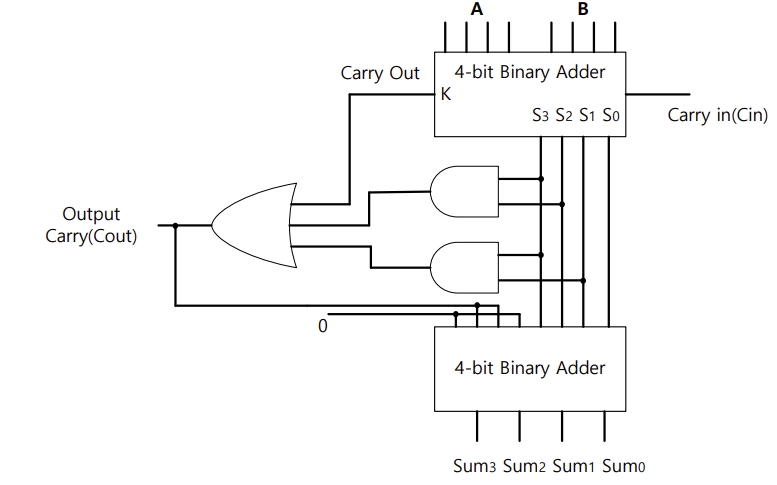 A B
Carry Out
4-bit Binary Adder
K
S3 S2 S1 S0
Carry in(Cin)
Output
Carry(Cout)
0
4-bit Binary Adder
Sum3 Sum2 Sum1 Sum0